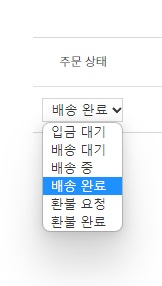 주문 상태
배송 완료
입금 대기
배송 대기
배송 중
배송 완료
환불 요청
환불 완료